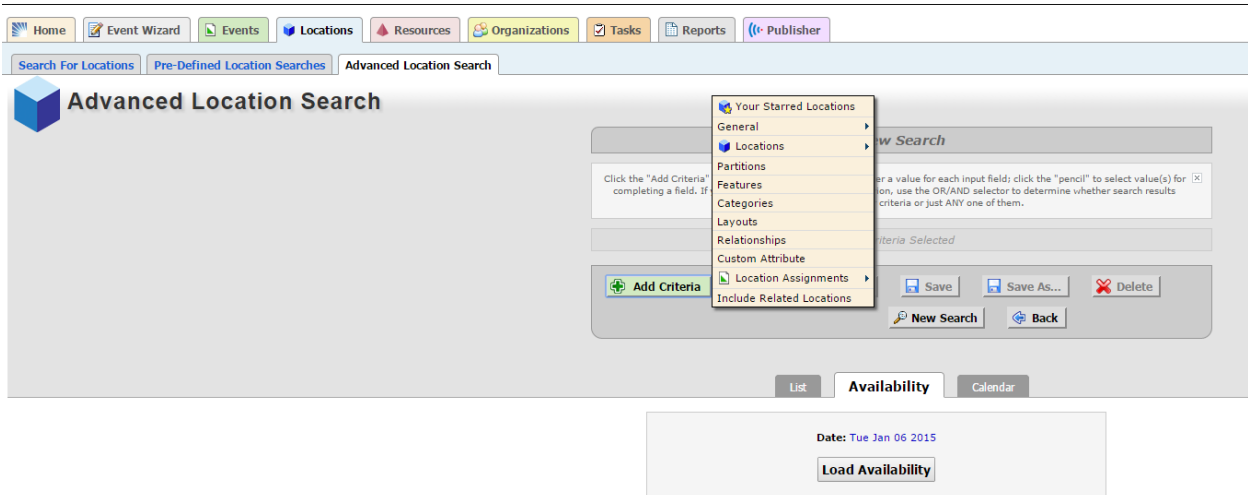 Home Event Wizard Events Locations Resources Organizations Tasks Reports Publisher
Search For Locations Pre-Defined Location Searches Advanced Location Search
Advanced Location Search
Your Starred Locations
General
Locations
Partitions
Features
Categories
Layouts
Relationships
Custom Attribute
Location Assignments
Include Related Locations
Search
Click the "Add Criteria" er a value for each input field; click the "pencil" to select value(s) for
completing a field. If ion, use the OR/AND selector to determine whether search results
criteria or just ANY one of them.
iteria Selected
Add Criteria Save Save As... Delete
New Search Back
List Availability Calendar
Date: Tue Jan 06 2015
Load Availability